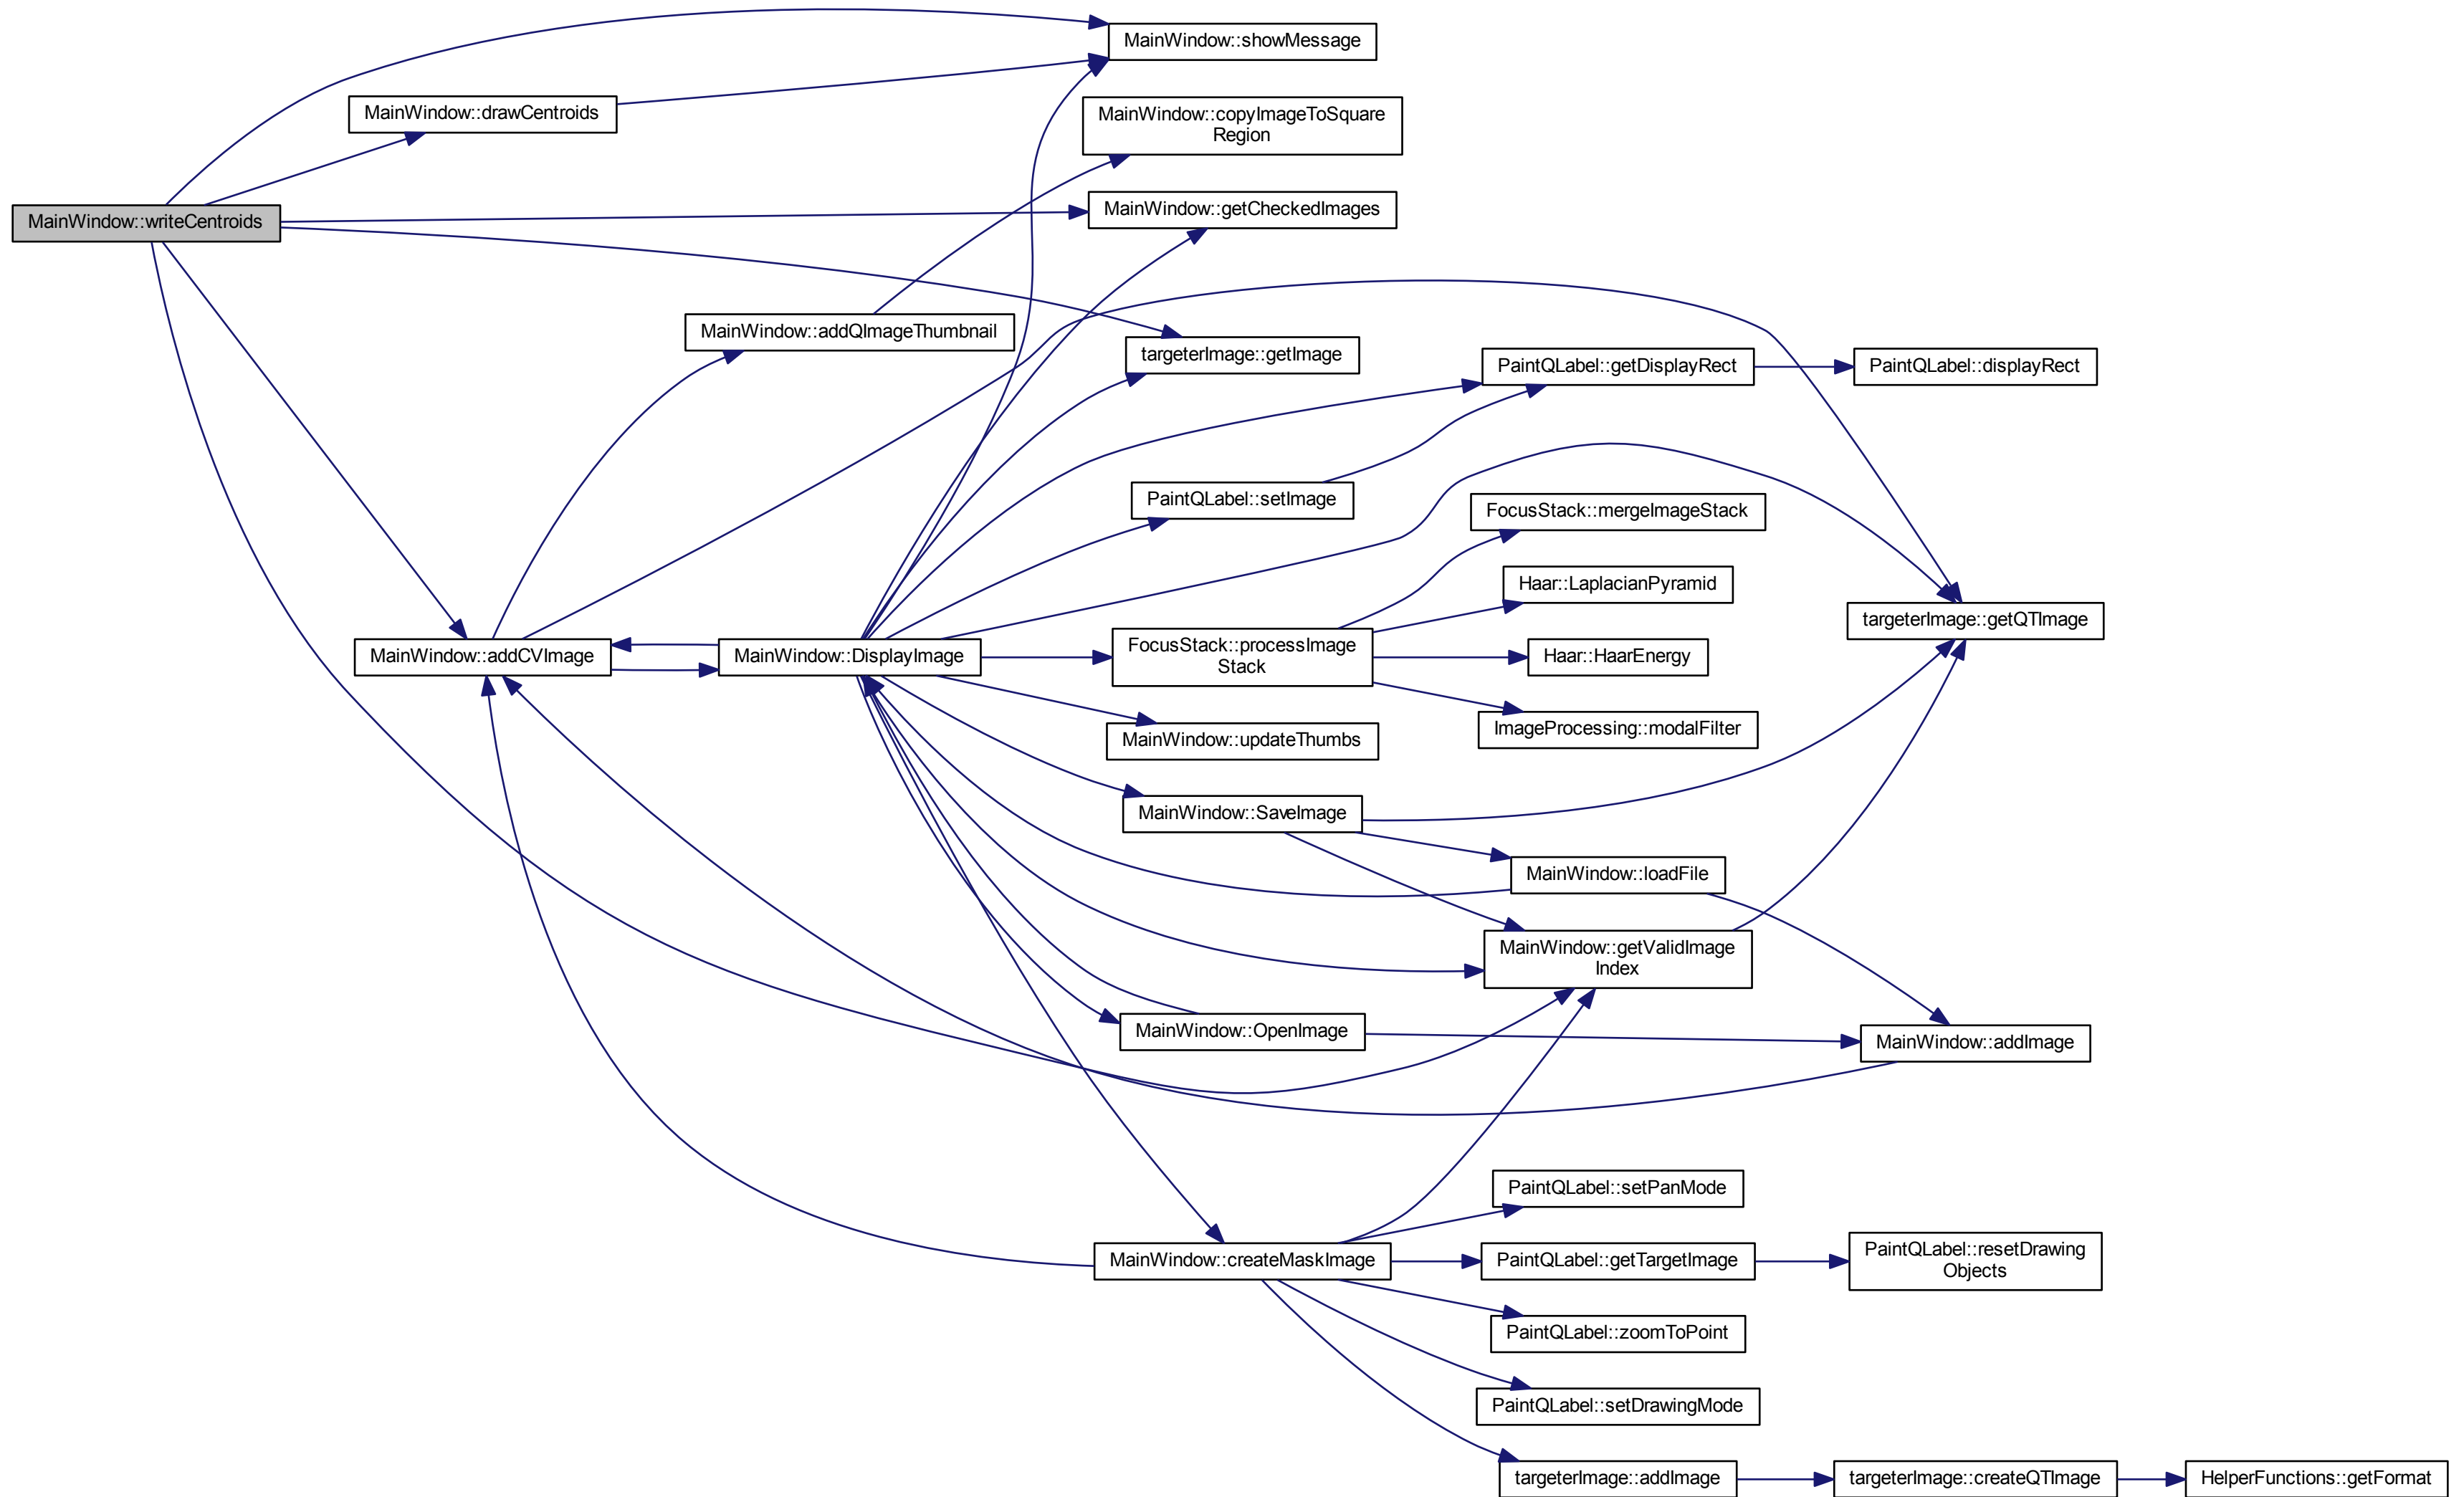 MainWindow::showMessage
MainWindow::drawCentroids
MainWindow::copyImageToSquare
Region
MainWindow::writeCentroids
MainWindow::getCheckedImages
MainWindow::addQImageThumbnail
targeterImage::getImage
PaintQLabel::getDisplayRect
PaintQLabel::displayRect
PaintQLabel::setImage
FocusStack::mergeImageStack
Haar::LaplacianPyramid
targeterImage::getQTImage
MainWindow::addCVImage
MainWindow::DisplayImage
FocusStack::processImage
Stack
Haar::HaarEnergy
MainWindow::updateThumbs
ImageProcessing::modalFilter
MainWindow::SaveImage
MainWindow::loadFile
MainWindow::getValidImage
Index
MainWindow::OpenImage
MainWindow::addImage
PaintQLabel::setPanMode
MainWindow::createMaskImage
PaintQLabel::getTargetImage
PaintQLabel::resetDrawing
Objects
PaintQLabel::zoomToPoint
PaintQLabel::setDrawingMode
targeterImage::addImage
targeterImage::createQTImage
HelperFunctions::getFormat